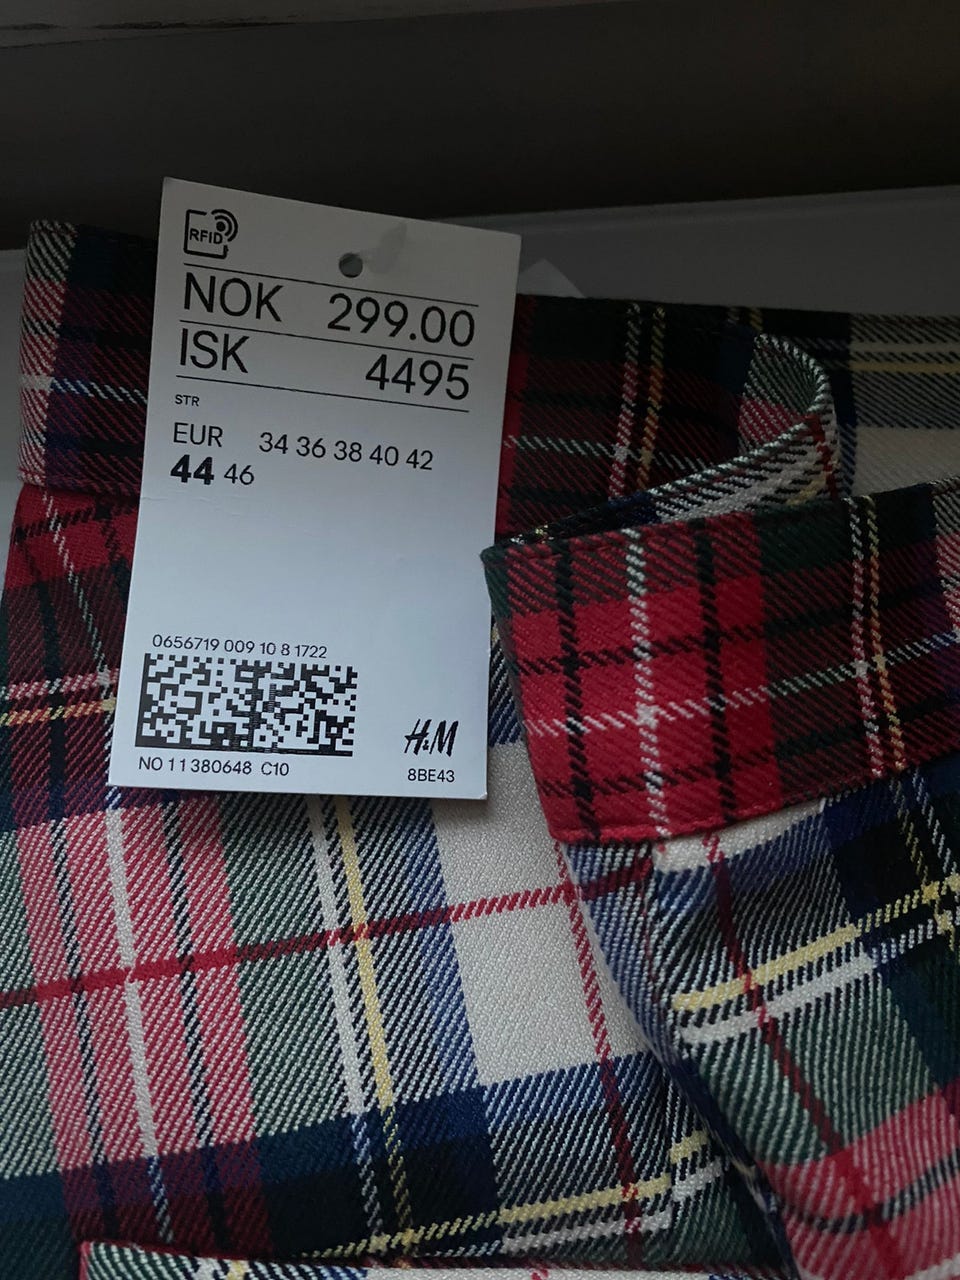 RFID
NOK 299.00
ISK 4495
STR
EUR 34 36 38 40 42
44 46
0656719 009 10 8 1722
NO 11380648 C10
H&M
8BE43